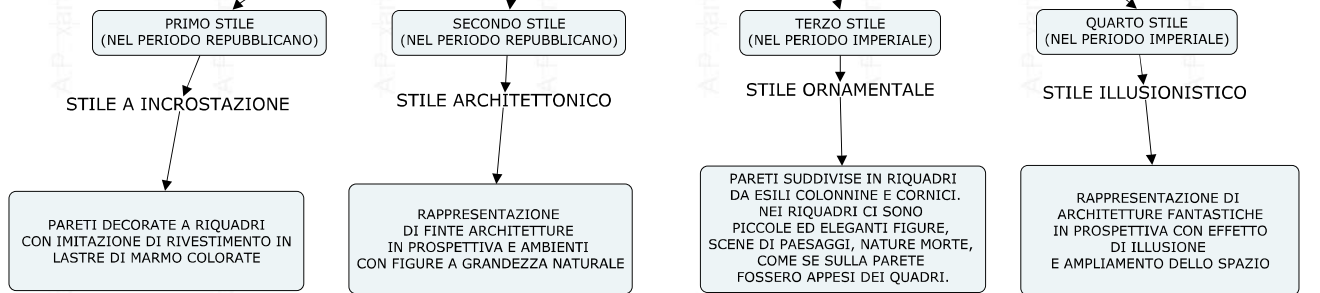 PRIMO STILE
(NEL PERIODO REPUBBLICANO)
STILE A INCROSTAZIONE
PARETI DECORATE A RIQUADRI
CON IMITAZIONE DI RIVESTIMENTO IN
LASTRE DI MARMO COLORATE
SECONDO STILE
(NEL PERIODO REPUBBLICANO)
STILE ARCHITETTONICO
RAPPRESENTAZIONE
DI FINTE ARCHITETTURE
IN PROSPETTIVA E AMBIENTI
CON FIGURE A GRANDEZZA NATURALE
TERZO STILE
(NEL PERIODO IMPERIALE)
STILE ORNAMENTALE
PARETI SUDDIVISE IN RIQUADRI
DA ESILI COLONNINE E CORNICI.
NEI RIQUADRI CI SONO
PICCOLE ED ELEGANTI FIGURE,
SCENE DI PAESAGGI, NATURE MORTE,
COME SE SULLA PARETE
FOSSERO APPESI DEI QUADRI.
QUARTO STILE
(NEL PERIODO IMPERIALE)
STILE ILLUSIONISTICO
RAPPRESENTAZIONE DI
ARCHITETTURE FANTASTICHE
IN PROSPETTIVA CON EFFETTO
DI ILLUSIONE
E AMPLIAMENTO DELLO SPAZIO